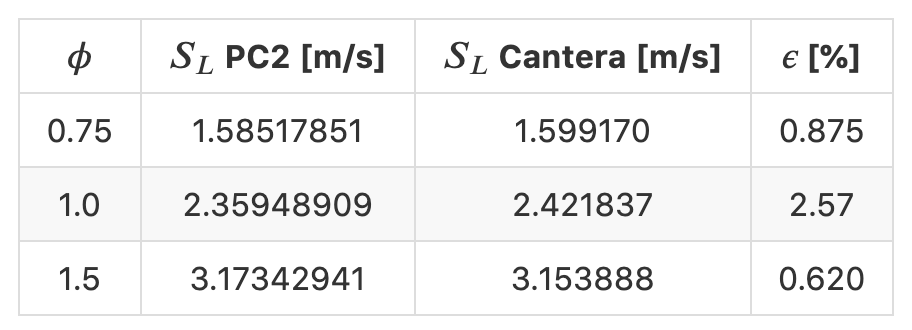 ϕ S_L PC2 [m/s] S_L Cantera [m/s] ϵ [%]
0.75 1.58517851 1.599170 0.875
1.0 2.35948909 2.421837 2.57
1.5 3.17342941 3.153888 0.620